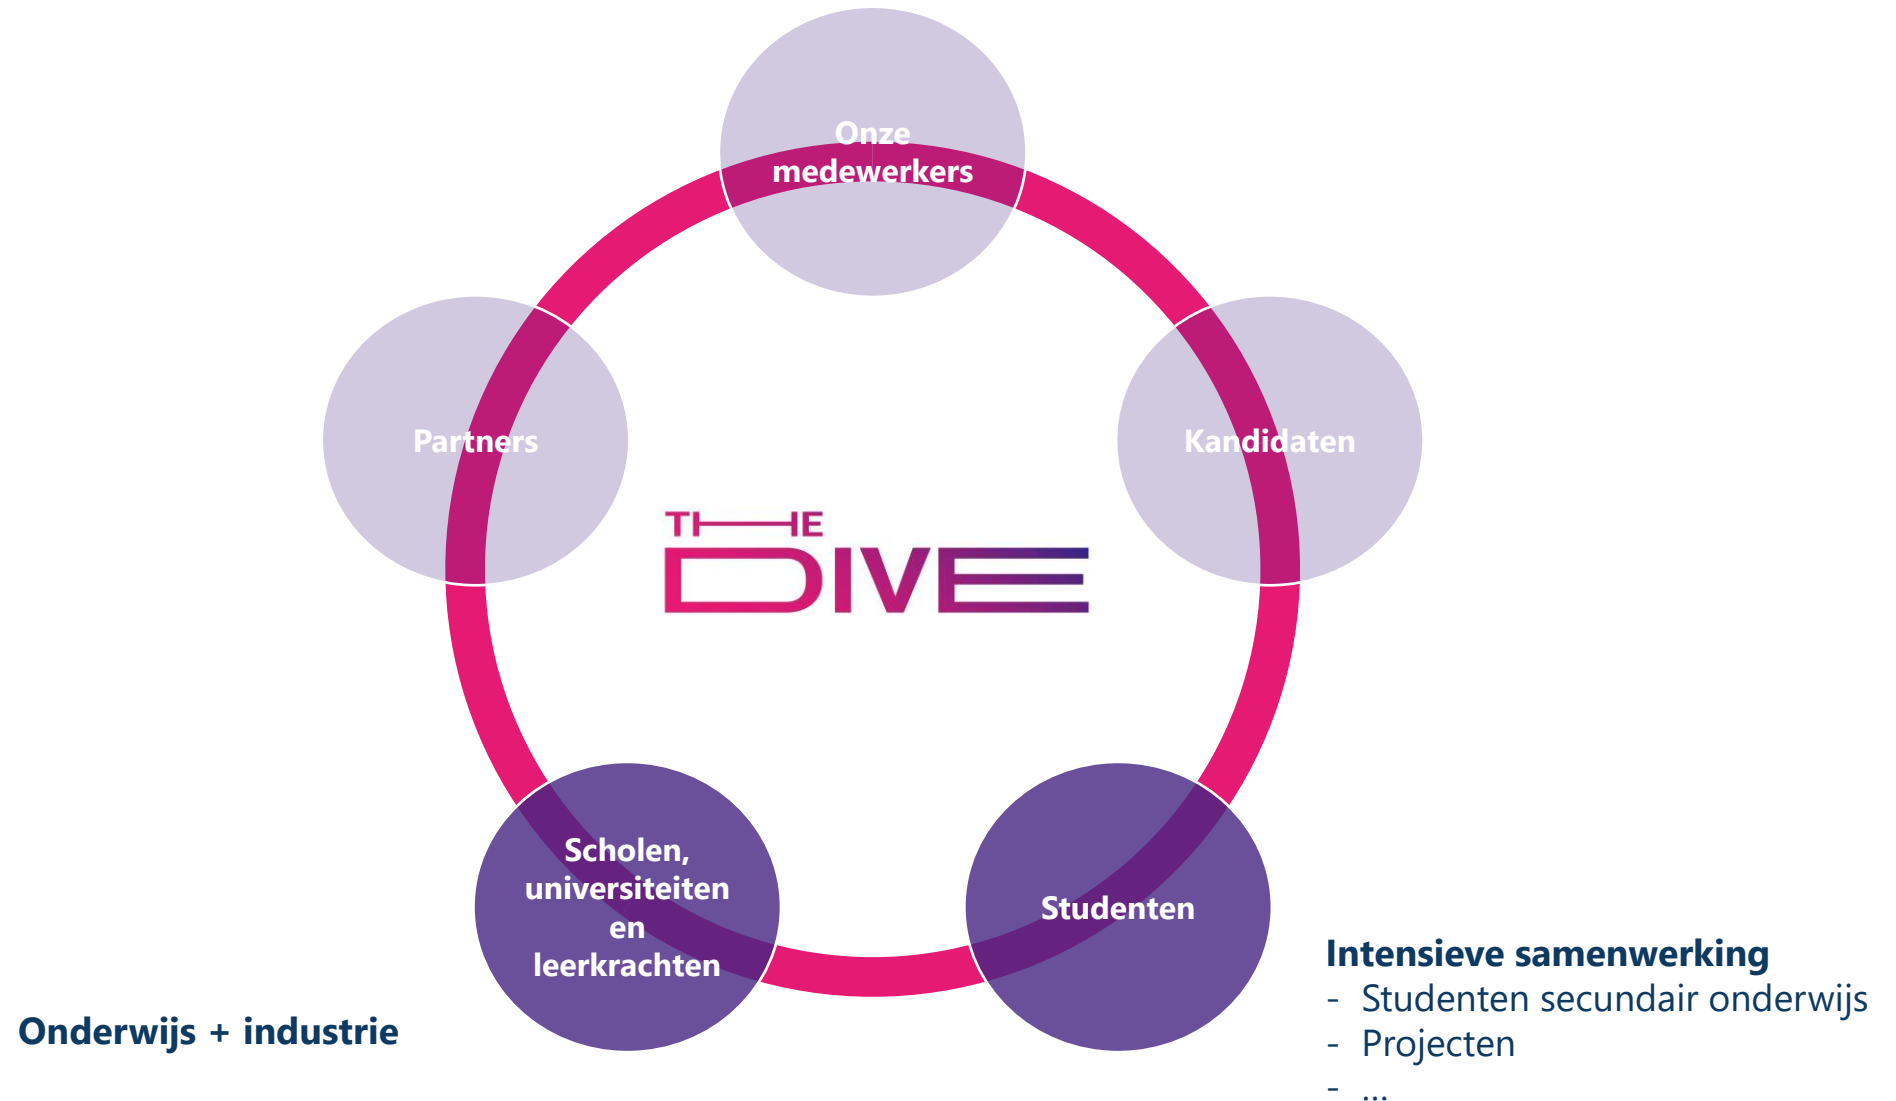 Onze
medewerkers
Partners
Kandidaten
THE
DIVE
Scholen,
universiteiten
en
leerkrachten
Studenten
Onderwijs + industrie
Intensieve samenwerking
- Studenten secundair onderwijs
- Projecten
- ...